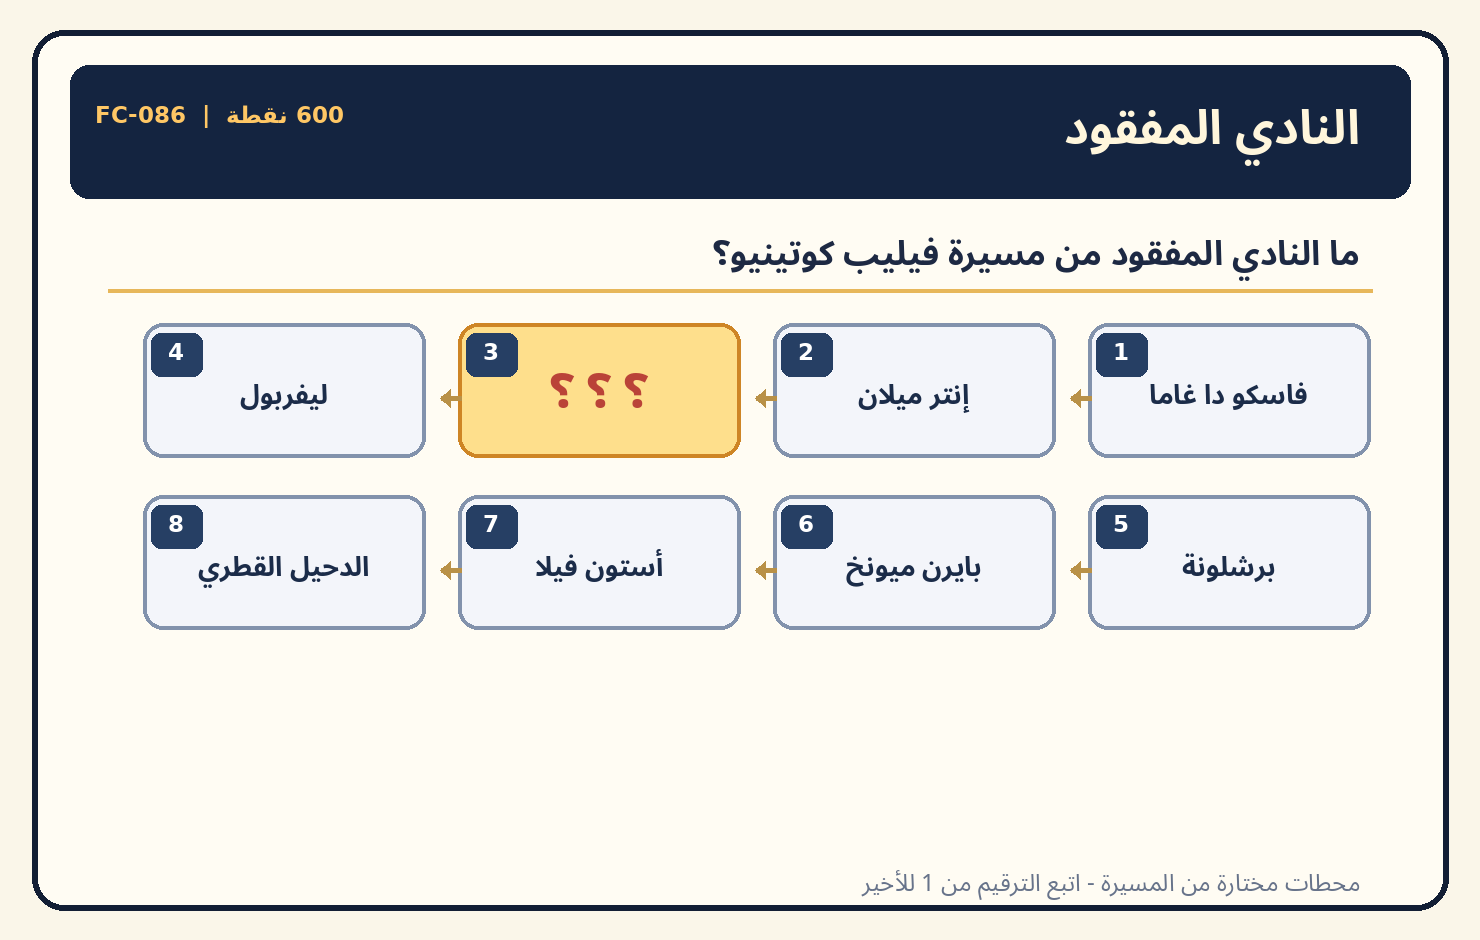 النادي المفقود
600 نقطة | FC-086
ما النادي المفقود من مسيرة فيليب كوتينيو؟
1
فاسكو دا غاما
2
إنتر ميلان
3
؟ ؟ ؟
4
ليفربول
5
برشلونة
6
بايرن ميونخ
7
أستون فيلا
8
الدحيل القطري
محطات مختارة من المسيرة - اتبع الترقيم من 1 للأخير